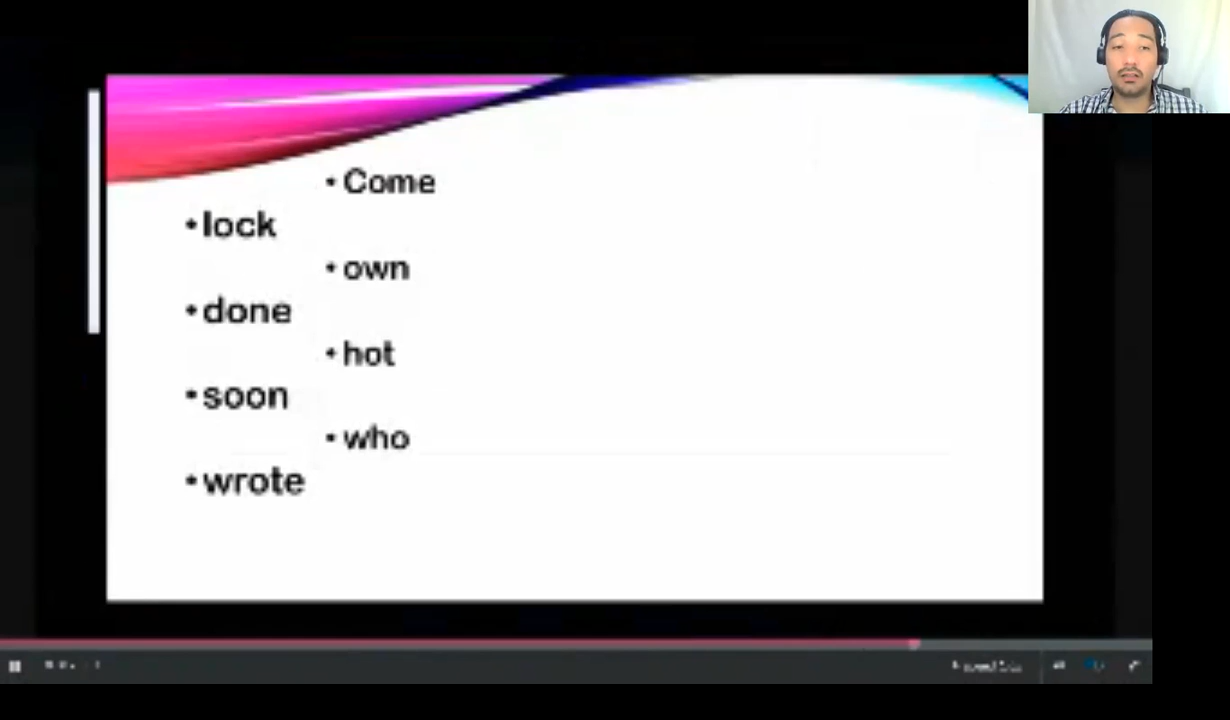 • Come
• lock
• own
• done
• hot
• soon
• who
• wrote